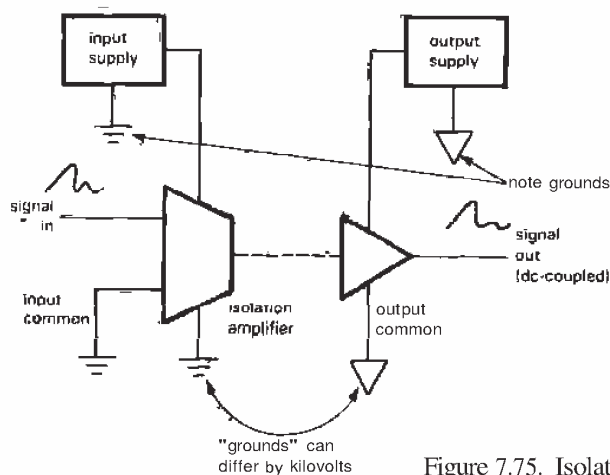 input
supply
output
supply
note grounds
signal
in
signal
out
(dc-coupled)
input
common
isolation
amplifier
output
common
"grounds" can
differ by kilovolts
Figure 7.75. Isolat